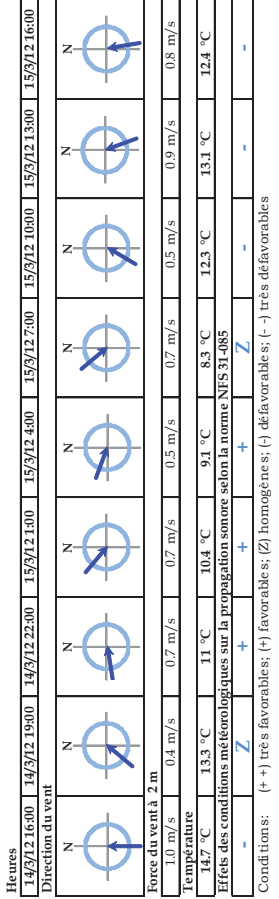 Heures
14/3/12 16:00 14/3/12 19:00 14/3/12 22:00 15/3/12 1:00 15/3/12 4:00 15/3/12 7:00 15/3/12 10:00 15/3/12 13:00 15/3/12 16:00
Direction du vent
N N N N N N N N N
Force du vent à 2 m
1.0 m/s 0.4 m/s 0.7 m/s 0.7 m/s 0.5 m/s 0.7 m/s 0.5 m/s 0.9 m/s 0.8 m/s
Température
14.7 °C 13.3 °C 11 °C 10.4 °C 9.1 °C 8.3 °C 12.3 °C 13.1 °C 12.4 °C
Effets des conditions météorologiques sur la propagation sonore selon la norme NFS 31-085
- Z + + + Z - - -
Conditions: (+ +) très favorables; (+) favorables; (Z) homogènes; (-) défavorables; (- -) très défavorables